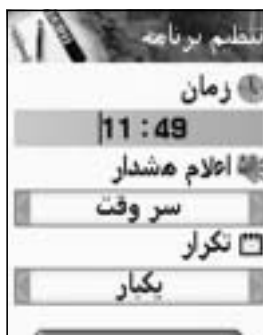 تنظیم برنامه
زمان
11:49
اعلام هشدار
سر وقت
تکرار
یکبار